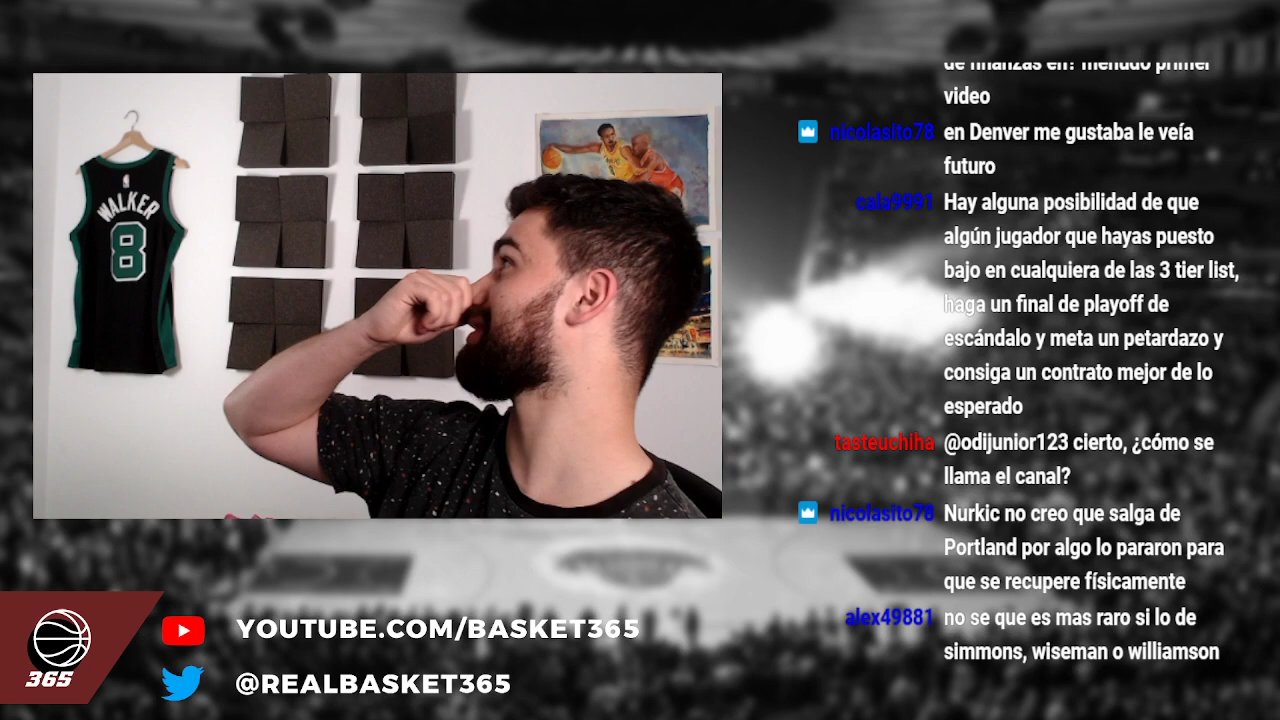 de finanzas en? menudo primer
video
nicolasito78 en Denver me gustaba le veía
futuro
cala9991 Hay alguna posibilidad de que
algún jugador que hayas puesto
bajo en cualquiera de las 3 tier list,
haga un final de playoff de
escándalo y meta un petardazo y
consiga un contrato mejor de lo
esperado
tasteuchiha @odijunior123 cierto, ¿cómo se
llama el canal?
nicolasito78 Nurkic no creo que salga de
Portland por algo lo pararon para
que se recupere físicamente
alex49881 no se que es mas raro si lo de
simmons, wiseman o williamson
WALKER
8
365
YOUTUBE.COM/BASKET365
@REALBASKET365